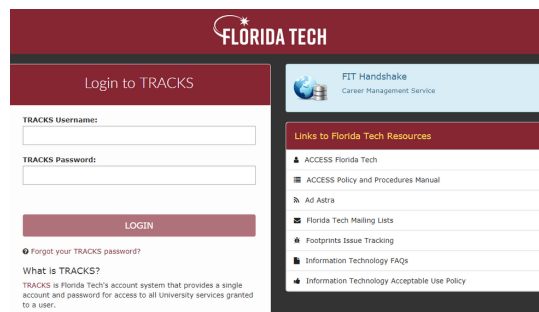 FLORIDA TECH
Login to TRACKS
TRACKS Username:
TRACKS Password:
LOGIN
Forgot your TRACKS password?
What is TRACKS?
TRACKS is Florida Tech's account system that provides a single
account and password for access to all University services granted
to a user.
FIT Handshake
Career Management Service
Links to Florida Tech Resources
ACCESS Florida Tech
ACCESS Policy and Procedures Manual
Ad Astra
Florida Tech Mailing Lists
Footprints Issue Tracking
Information Technology FAQs
Information Technology Acceptable Use Policy